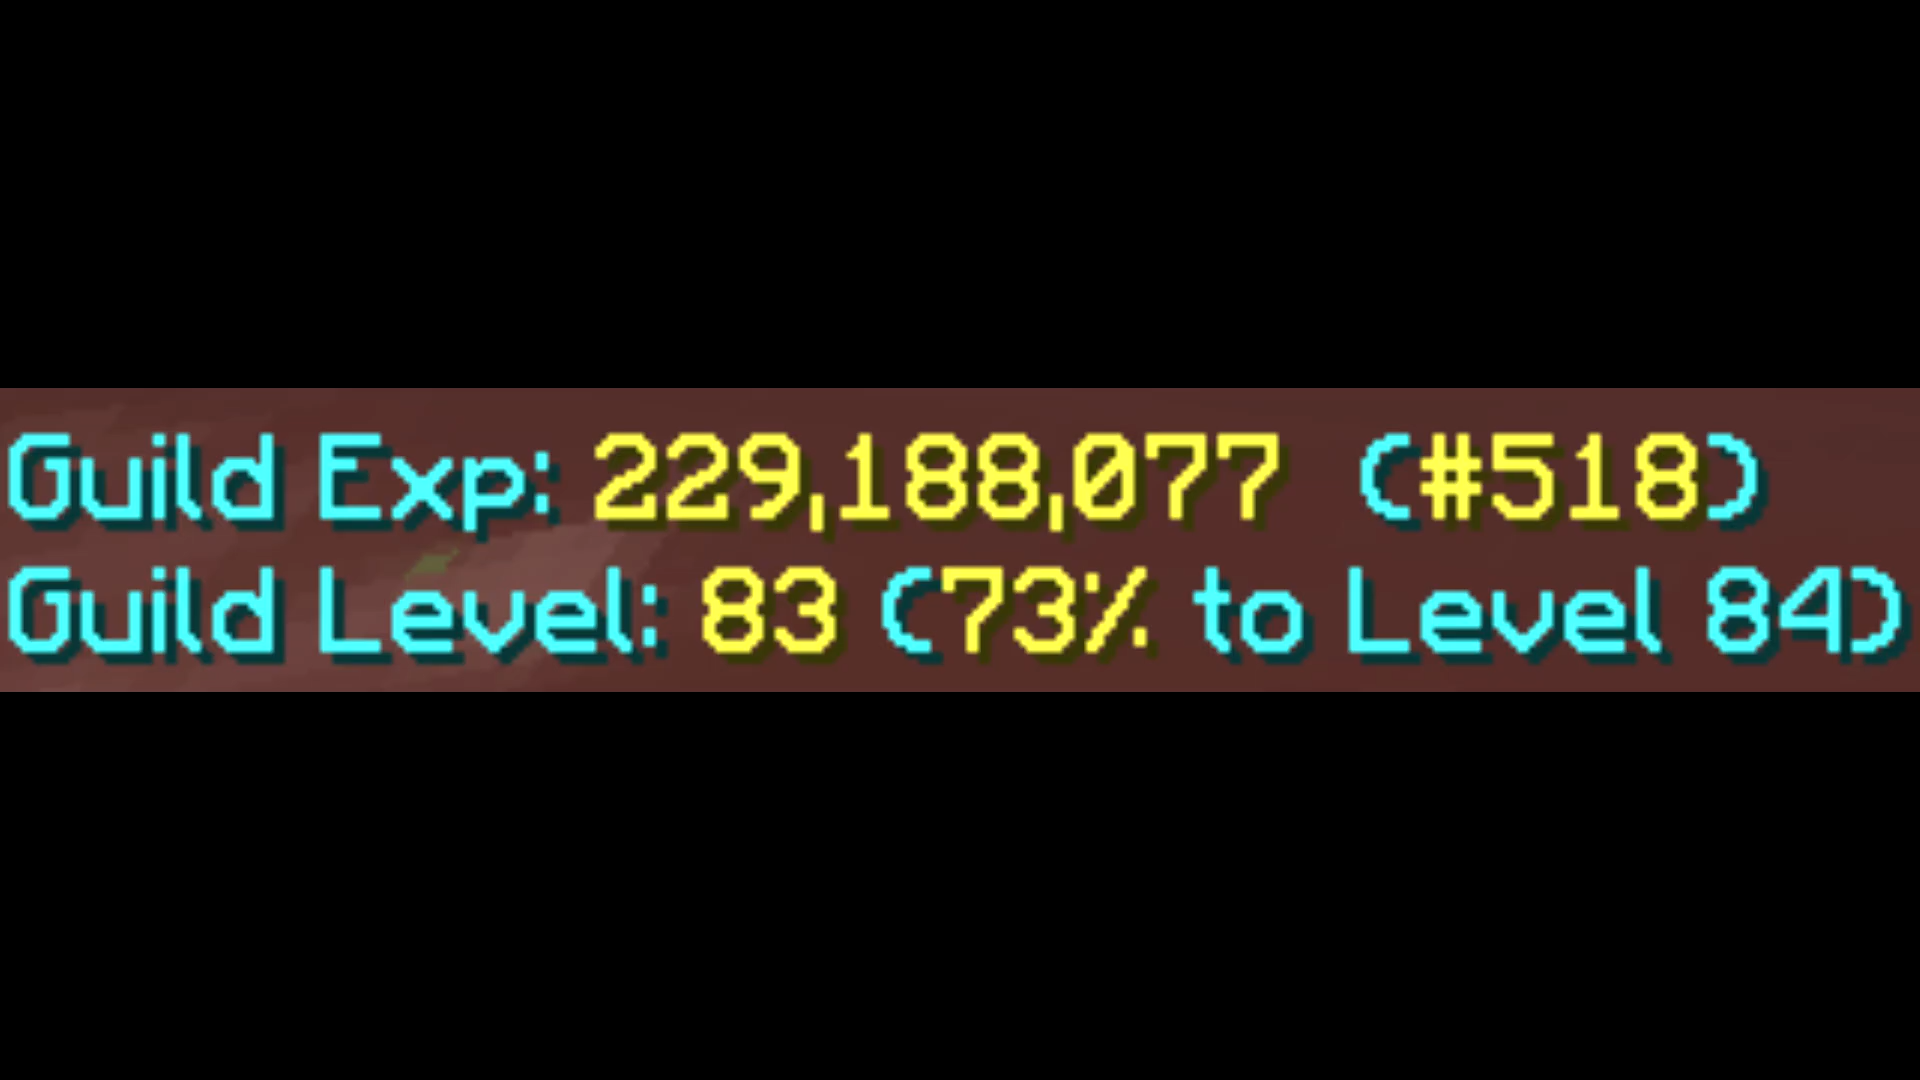 Guild Exp: 229,188,077 (#518)
Guild Level: 83 (73% to Level 84)